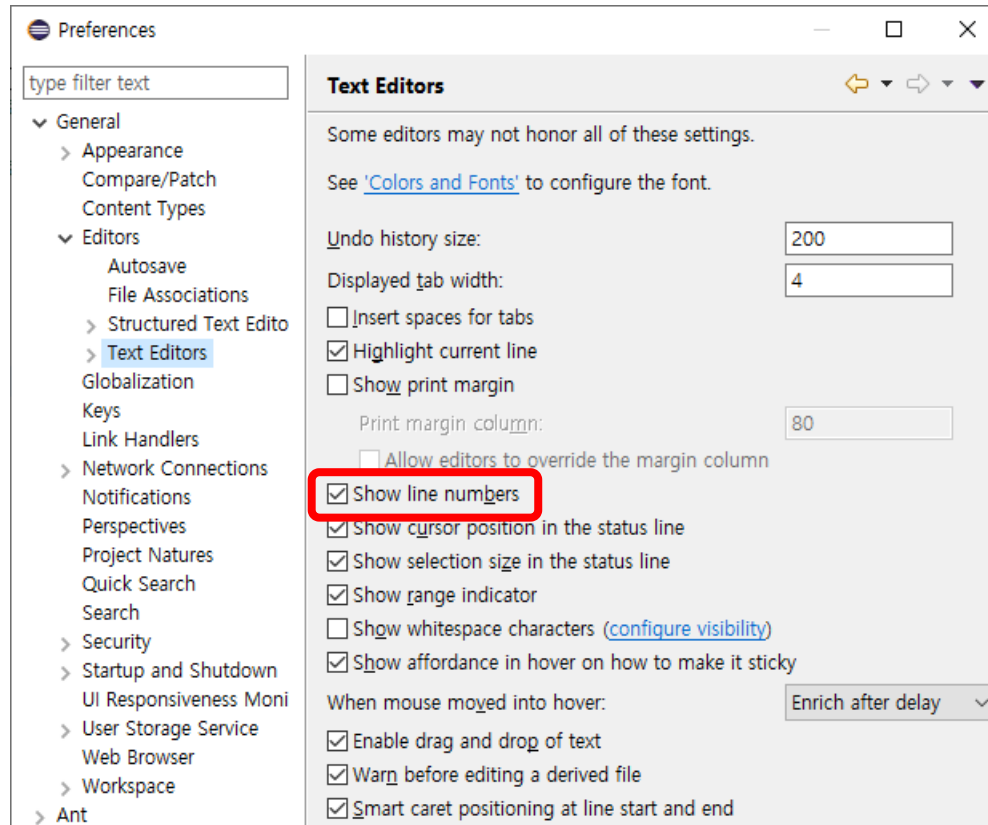 Preferences
type filter text
General
Appearance
Compare/Patch
Content Types
Editors
Autosave
File Associations
Structured Text Edito
Text Editors
Globalization
Keys
Link Handlers
Network Connections
Notifications
Perspectives
Project Natures
Quick Search
Search
Security
Startup and Shutdown
UI Responsiveness Moni
User Storage Service
Web Browser
Workspace
Ant
Text Editors
Some editors may not honor all of these settings.
See 'Colors and Fonts' to configure the font.
Undo history size: 200
Displayed tab width: 4
Insert spaces for tabs
Highlight current line
Show print margin
Print margin column: 80
Allow editors to override the margin column
Show line numbers
Show cursor position in the status line
Show selection size in the status line
Show range indicator
Show whitespace characters (configure visibility)
Show affordance in hover on how to make it sticky
When mouse moved into hover: Enrich after delay
Enable drag and drop of text
Warn before editing a derived file
Smart caret positioning at line start and end